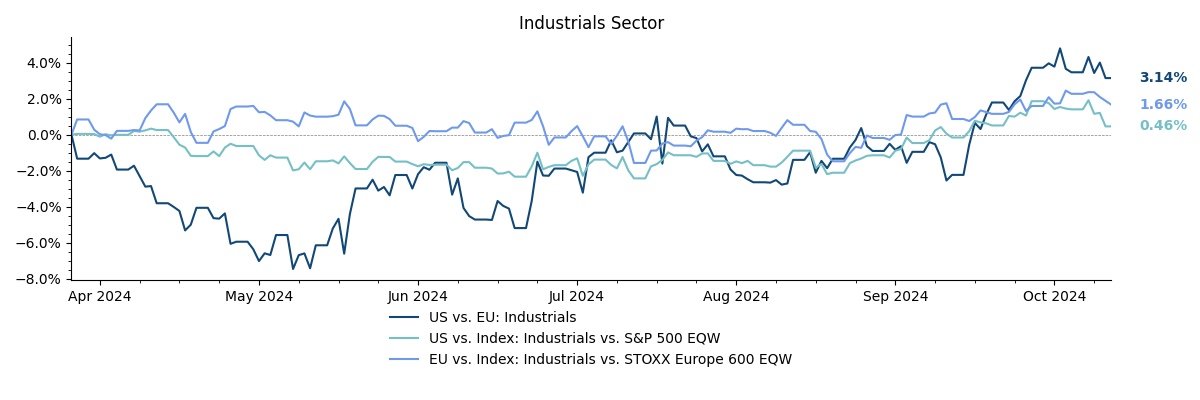 Industrials Sector
4.0%
2.0%
0.0%
−2.0%
−4.0%
−6.0%
−8.0%
3.14%
1.66%
0.46%
Apr 2024 May 2024 Jun 2024 Jul 2024 Aug 2024 Sep 2024 Oct 2024
US vs. EU: Industrials
US vs. Index: Industrials vs. S&P 500 EQW
EU vs. Index: Industrials vs. STOXX Europe 600 EQW